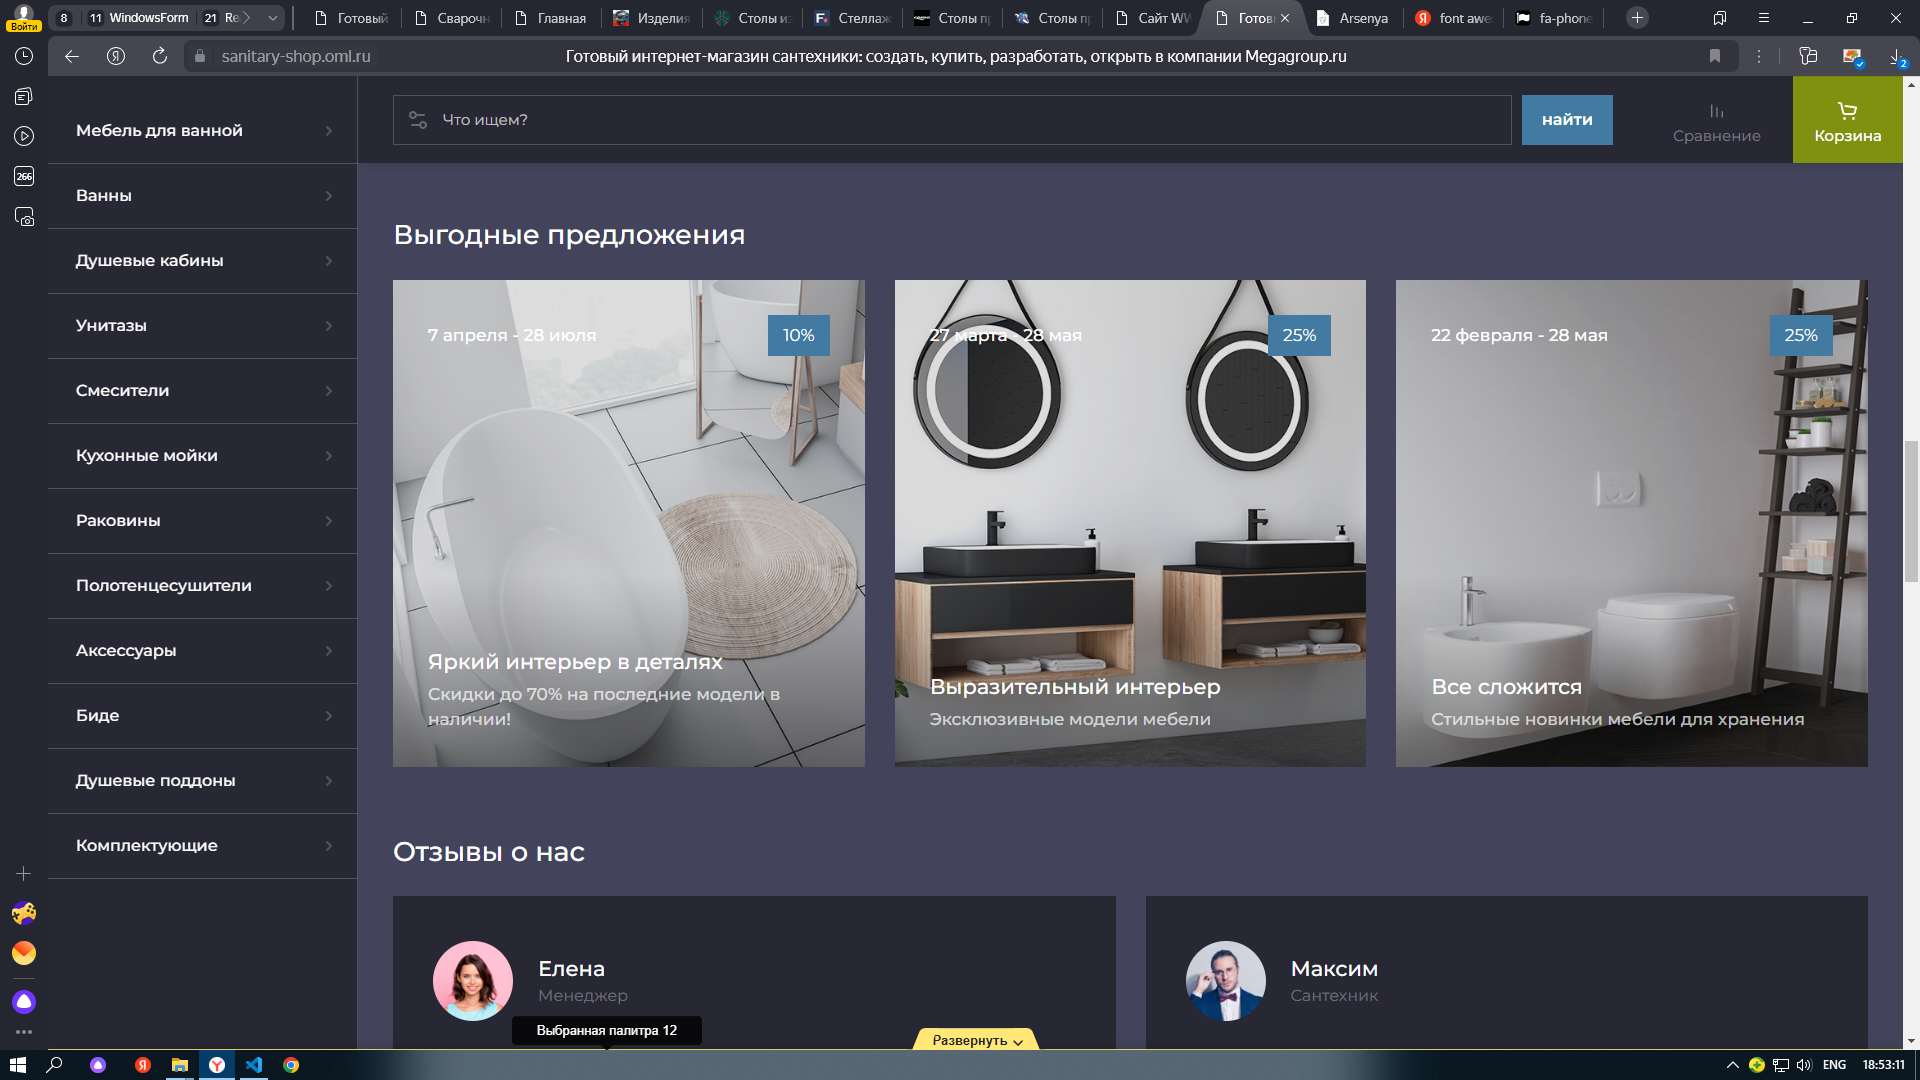 Войти
8
11 WindowsForm
21 Re
Готовый
Сварочн
Главная
Изделия
Столы из
Стеллаж
Столы пр
Столы пр
Сайт WW
Готов
Arsenya
font awe
fa-phone
sanitary-shop.oml.ru
Готовый интернет-магазин сантехники: создать, купить, разработать, открыть в компании Megagroup.ru
2
266
Что ищем?
найти
Сравнение
Корзина
Мебель для ванной
Ванны
Душевые кабины
Унитазы
Смесители
Кухонные мойки
Раковины
Полотенцесушители
Аксессуары
Биде
Душевые поддоны
Комплектующие
Выгодные предложения
7 апреля - 28 июля
10%
Яркий интерьер в деталях
Скидки до 70% на последние модели в
наличии!
27 марта - 28 мая
25%
Выразительный интерьер
Эксклюзивные модели мебели
22 февраля - 28 мая
25%
Все сложится
Стильные новинки мебели для хранения
Отзывы о нас
Елена
Менеджер
Максим
Сантехник
Выбранная палитра 12
Развернуть
ENG
18:53:11